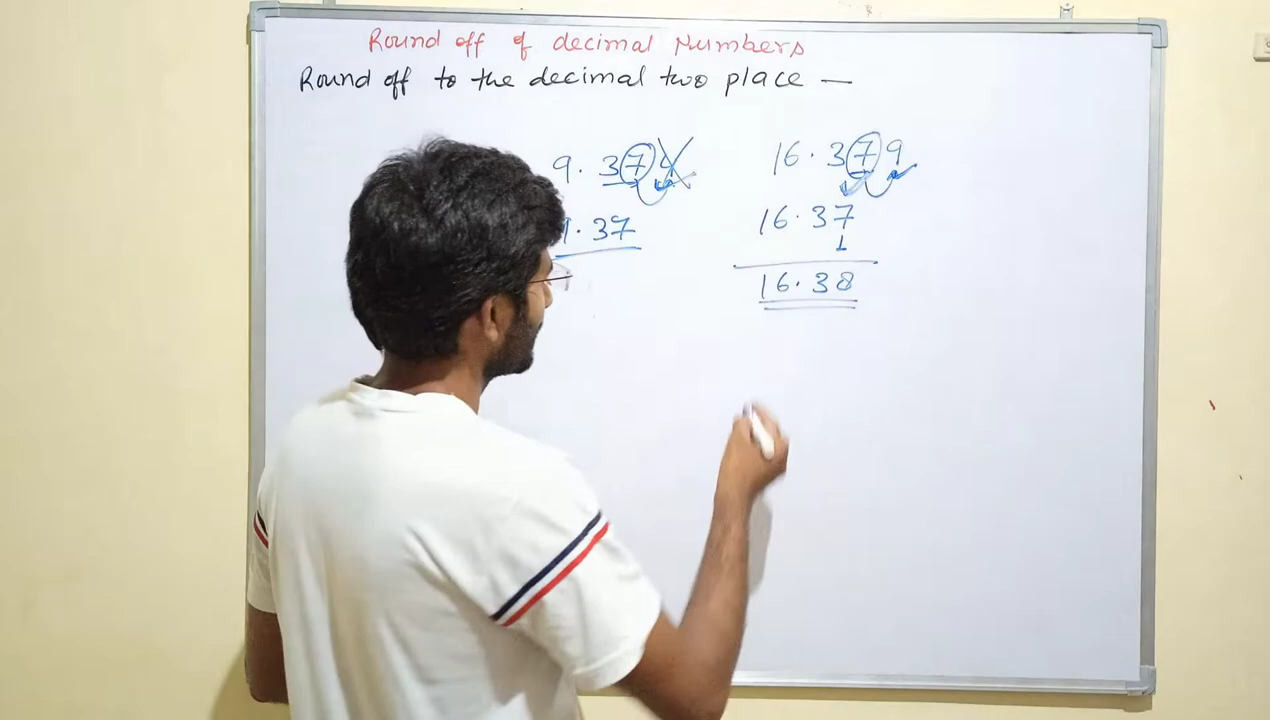 Round off of decimal Numbers
Round off to the decimal two place —
9.374 16.379
.37 16.37
1
16.38